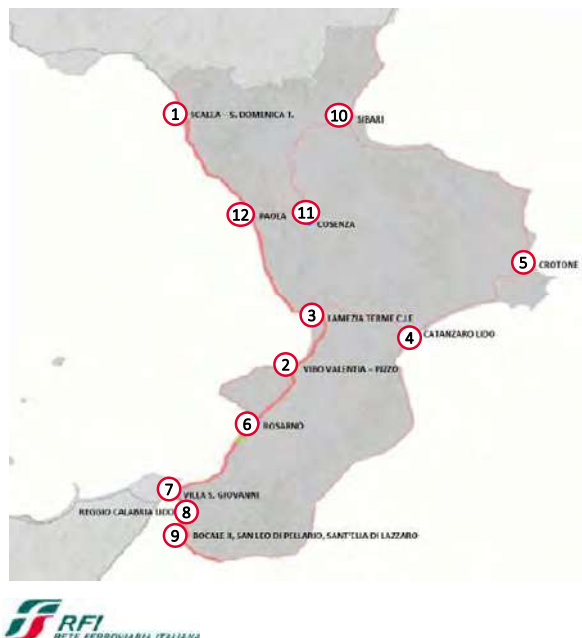 1 SCALEA – S. DOMENICA T.
10 SIBARI
12 PAOLA
11 COSENZA
5 CROTONE
3 LAMEZIA TERME C.LE
4 CATANZARO LIDO
2 VIBO VALENTIA – PIZZO
6 ROSARNO
7 VILLA S. GIOVANNI
REGGIO CALABRIA LIDO 8
9 BOCALE II, SAN LEO DI PELLARO, SANT'ELIA DI LAZZARO
RFI
RETE FERROVIARIA ITALIANA